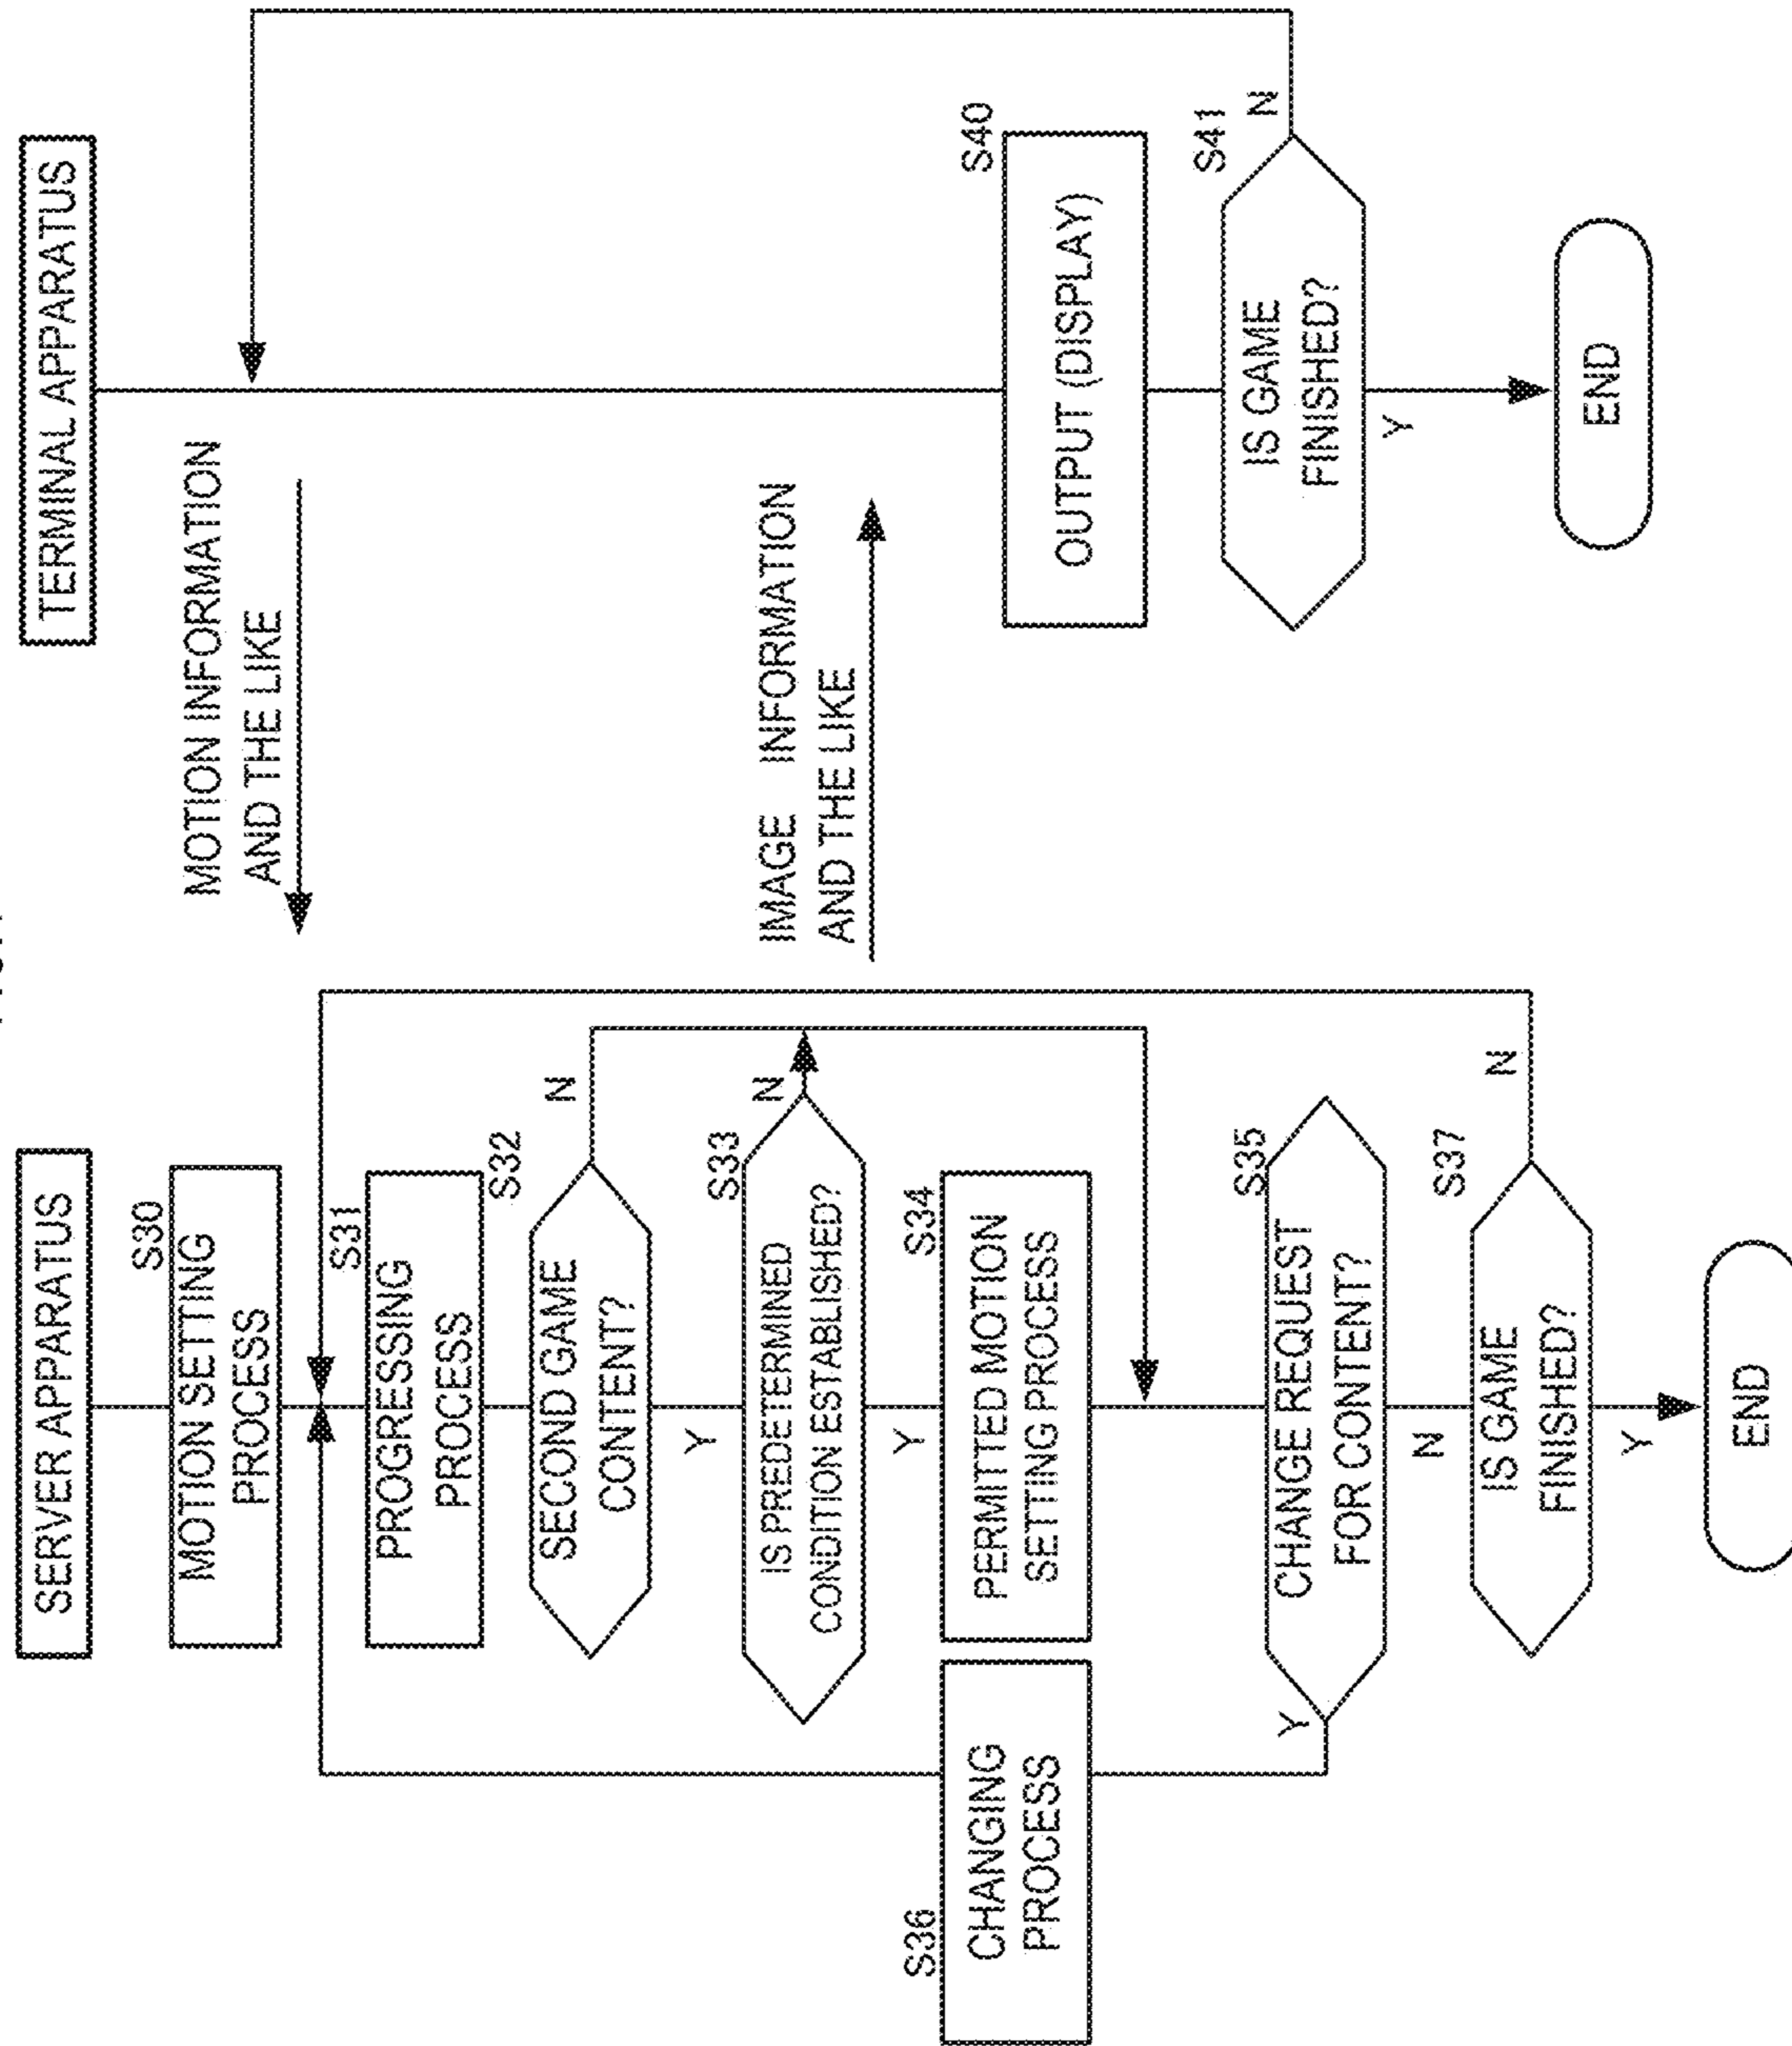 SERVER APPARATUS
S30
MOTION SETTING
PROCESS
S31
PROGRESSING
PROCESS
S32
SECOND GAME
CONTENT?
N
Y
S33
IS PREDETERMINED
CONDITION ESTABLISHED?
N
Y
S34
PERMITTED MOTION
SETTING PROCESS
S36
CHANGING
PROCESS
S35
CHANGE REQUEST
FOR CONTENT?
Y
N
S37
IS GAME
FINISHED?
N
Y
END
MOTION INFORMATION
AND THE LIKE
IMAGE INFORMATION
AND THE LIKE
TERMINAL APPARATUS
S40
OUTPUT (DISPLAY)
S41
IS GAME
FINISHED?
N
Y
END